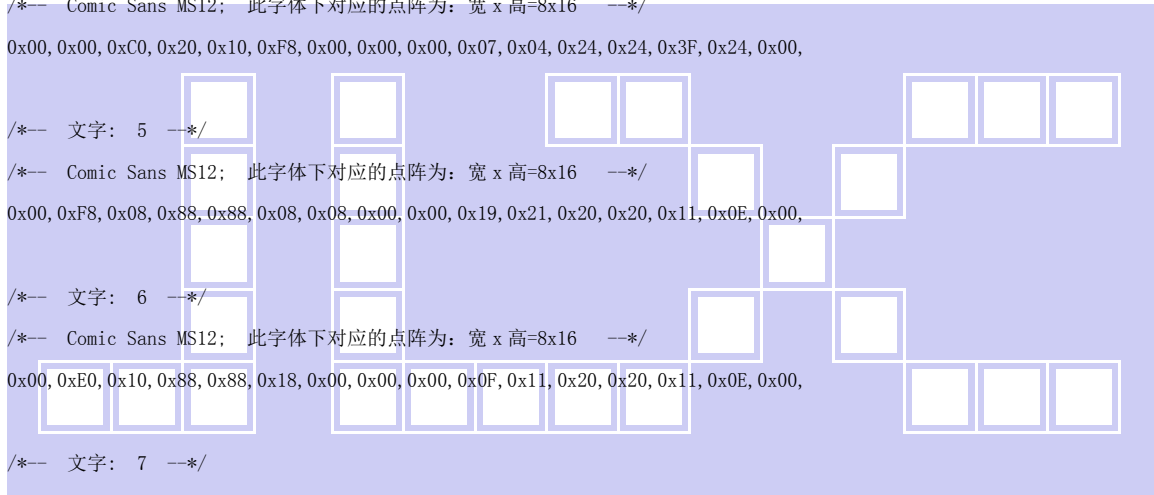 /*--  Comic Sans MS12;  此字体下对应的点阵为：宽 x 高=8x16   --*/
0x00,0x00,0xC0,0x20,0x10,0xF8,0x00,0x00,0x00,0x07,0x04,0x24,0x24,0x3F,0x24,0x00,
/*--  文字:  5  --*/
/*--  Comic Sans MS12;  此字体下对应的点阵为：宽 x 高=8x16   --*/
0x00,0xF8,0x08,0x88,0x88,0x08,0x08,0x00,0x00,0x19,0x21,0x20,0x20,0x11,0x0E,0x00,
/*--  文字:  6  --*/
/*--  Comic Sans MS12;  此字体下对应的点阵为：宽 x 高=8x16   --*/
0x00,0xE0,0x10,0x88,0x88,0x18,0x00,0x00,0x00,0x0F,0x11,0x20,0x20,0x11,0x0E,0x00,
/*--  文字:  7  --*/